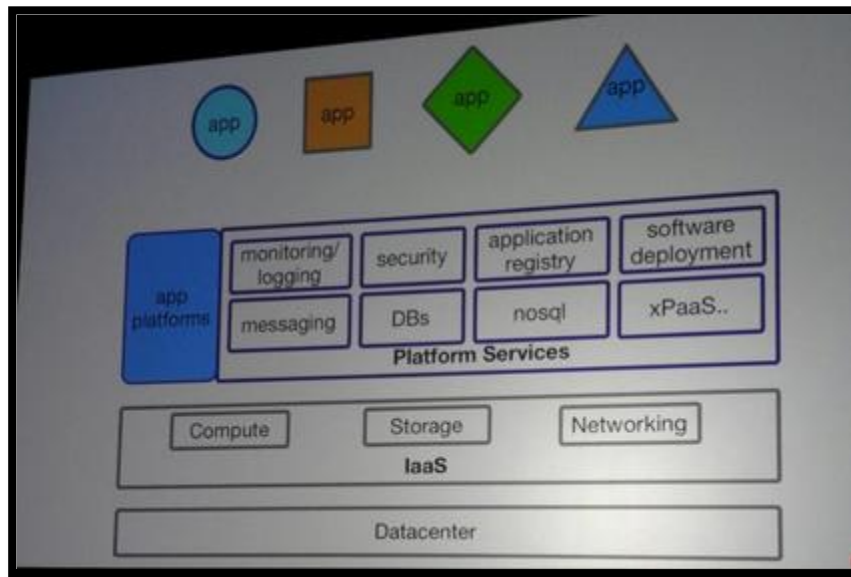 app
app
app
app
app
platforms
monitoring/
logging
security
application
registry
software
deployment
messaging
DBs
nosql
xPaaS..
Platform Services
Compute
Storage
Networking
IaaS
Datacenter